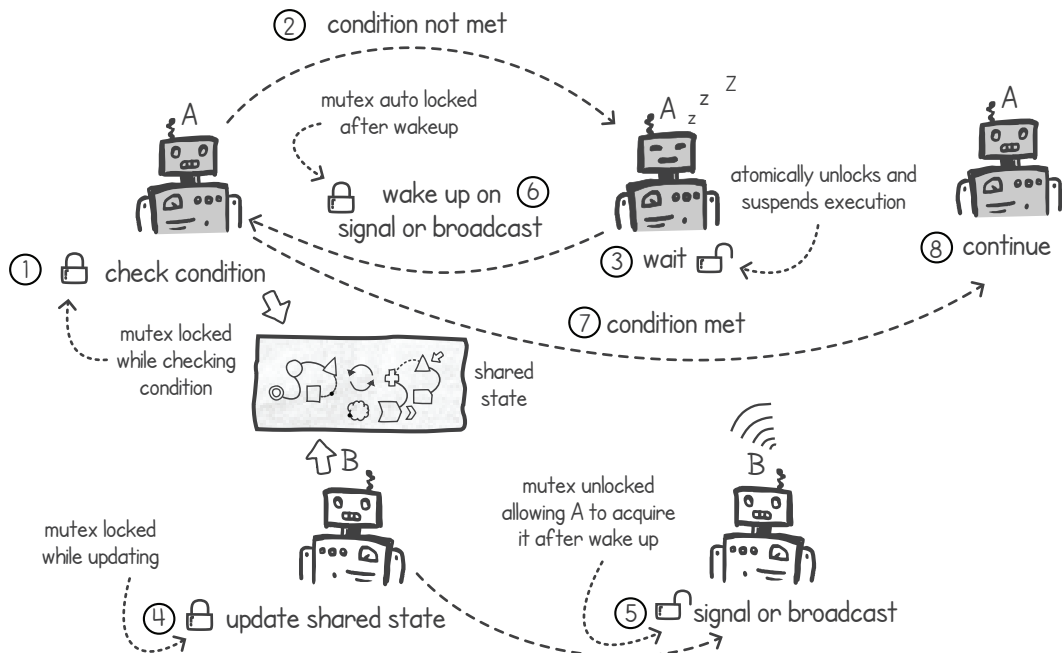 2 condition not met
A
mutex auto locked
after wakeup
6 wake up on
signal or broadcast
A z z Z
atomically unlocks and
suspends execution
3 wait
A
8 continue
1 check condition
mutex locked
while checking
condition
7 condition met
shared
state
B
mutex locked
while updating
4 update shared state
mutex unlocked
allowing A to acquire
it after wake up
B
5 signal or broadcast